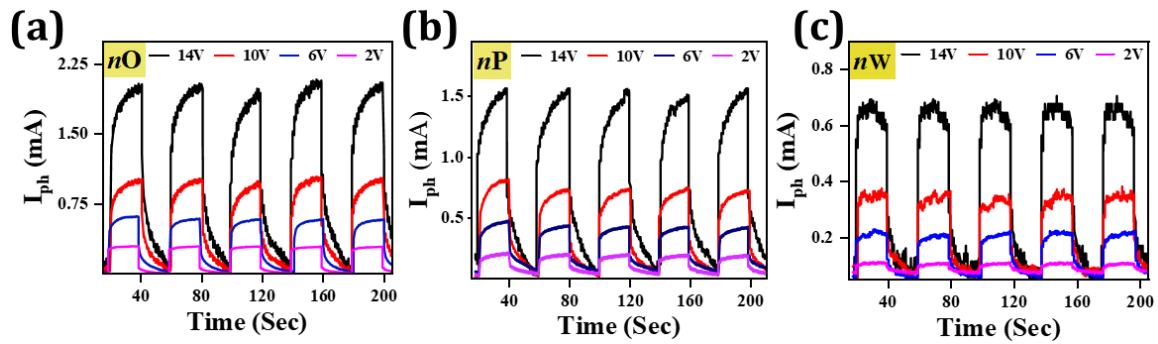 (a)
nO
14V 10V 6V 2V
2.25
1.50
0.75
I_ph (mA)
40 80 120 160 200
Time (Sec)
(b)
nP
14V 10V 6V 2V
1.5
1.0
0.5
I_ph (mA)
40 80 120 160 200
Time (Sec)
(c)
nW
14V 10V 6V 2V
0.8
0.6
0.4
0.2
I_ph (mA)
40 80 120 160 200
Time (Sec)